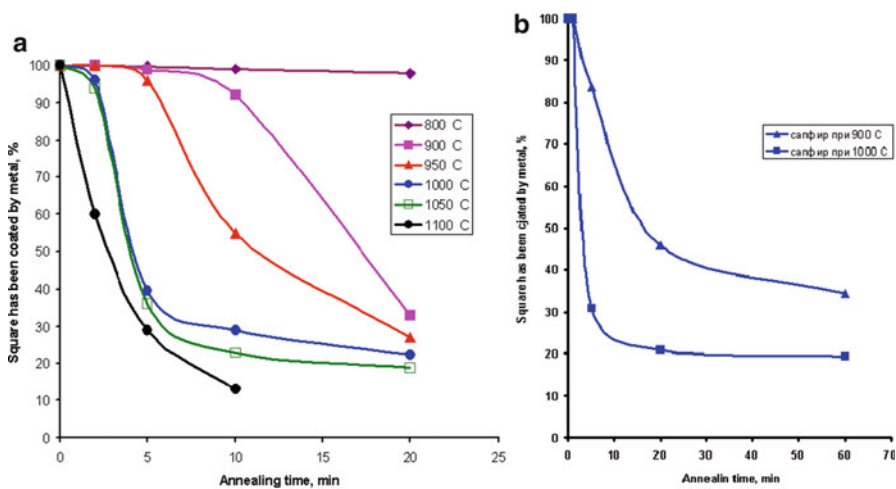 a
Square has been coated by metal, %
100
90
80
70
60
50
40
30
20
10
0
0 5 10 15 20 25
Annealing time, min
800 C
900 C
950 C
1000 C
1050 C
1100 C
b
Square has been cjated by metal, %
100
90
80
70
60
50
40
30
20
10
0
0 10 20 30 40 50 60 70
Annealin time, min
сапфир при 900 С
сапфир при 1000 С